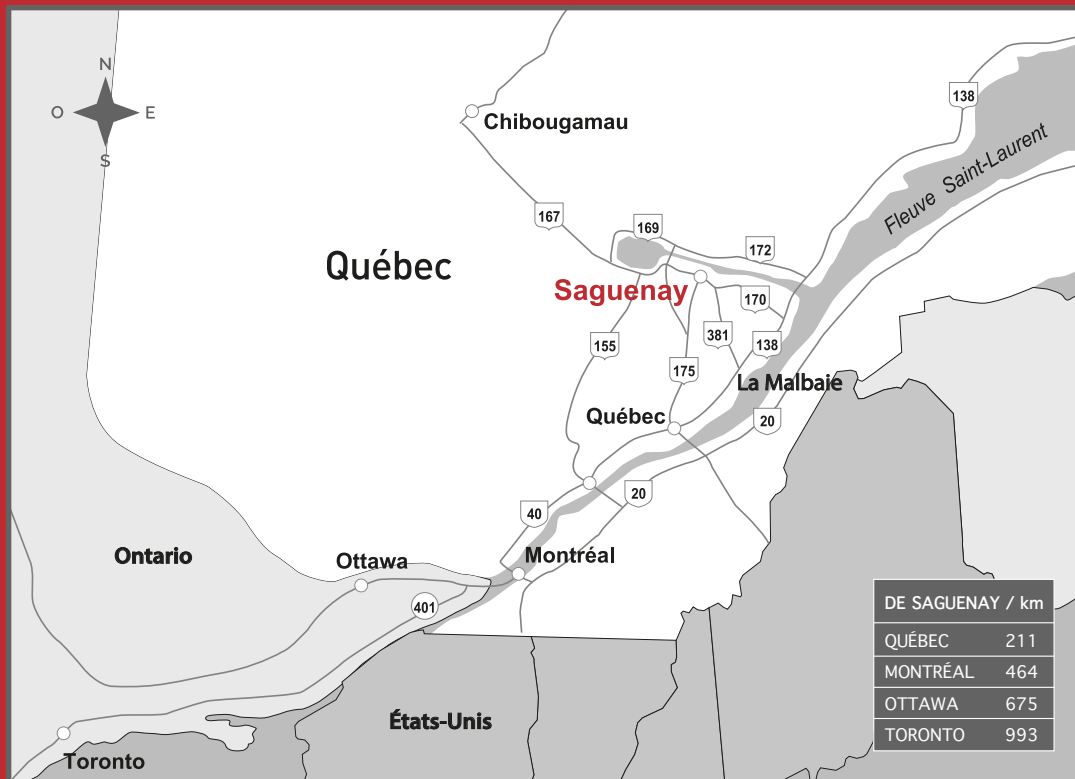 N
O
E
S
138
Chibougamau
Fleuve Saint-Laurent
167
169
172
Québec
Saguenay
170
155
381
138
175
La Malbaie
Québec
20
20
40
Ontario
Ottawa
Montréal
401
DE SAGUENAY / km
QUÉBEC 211
MONTRÉAL 464
OTTAWA 675
TORONTO 993
États-Unis
Toronto